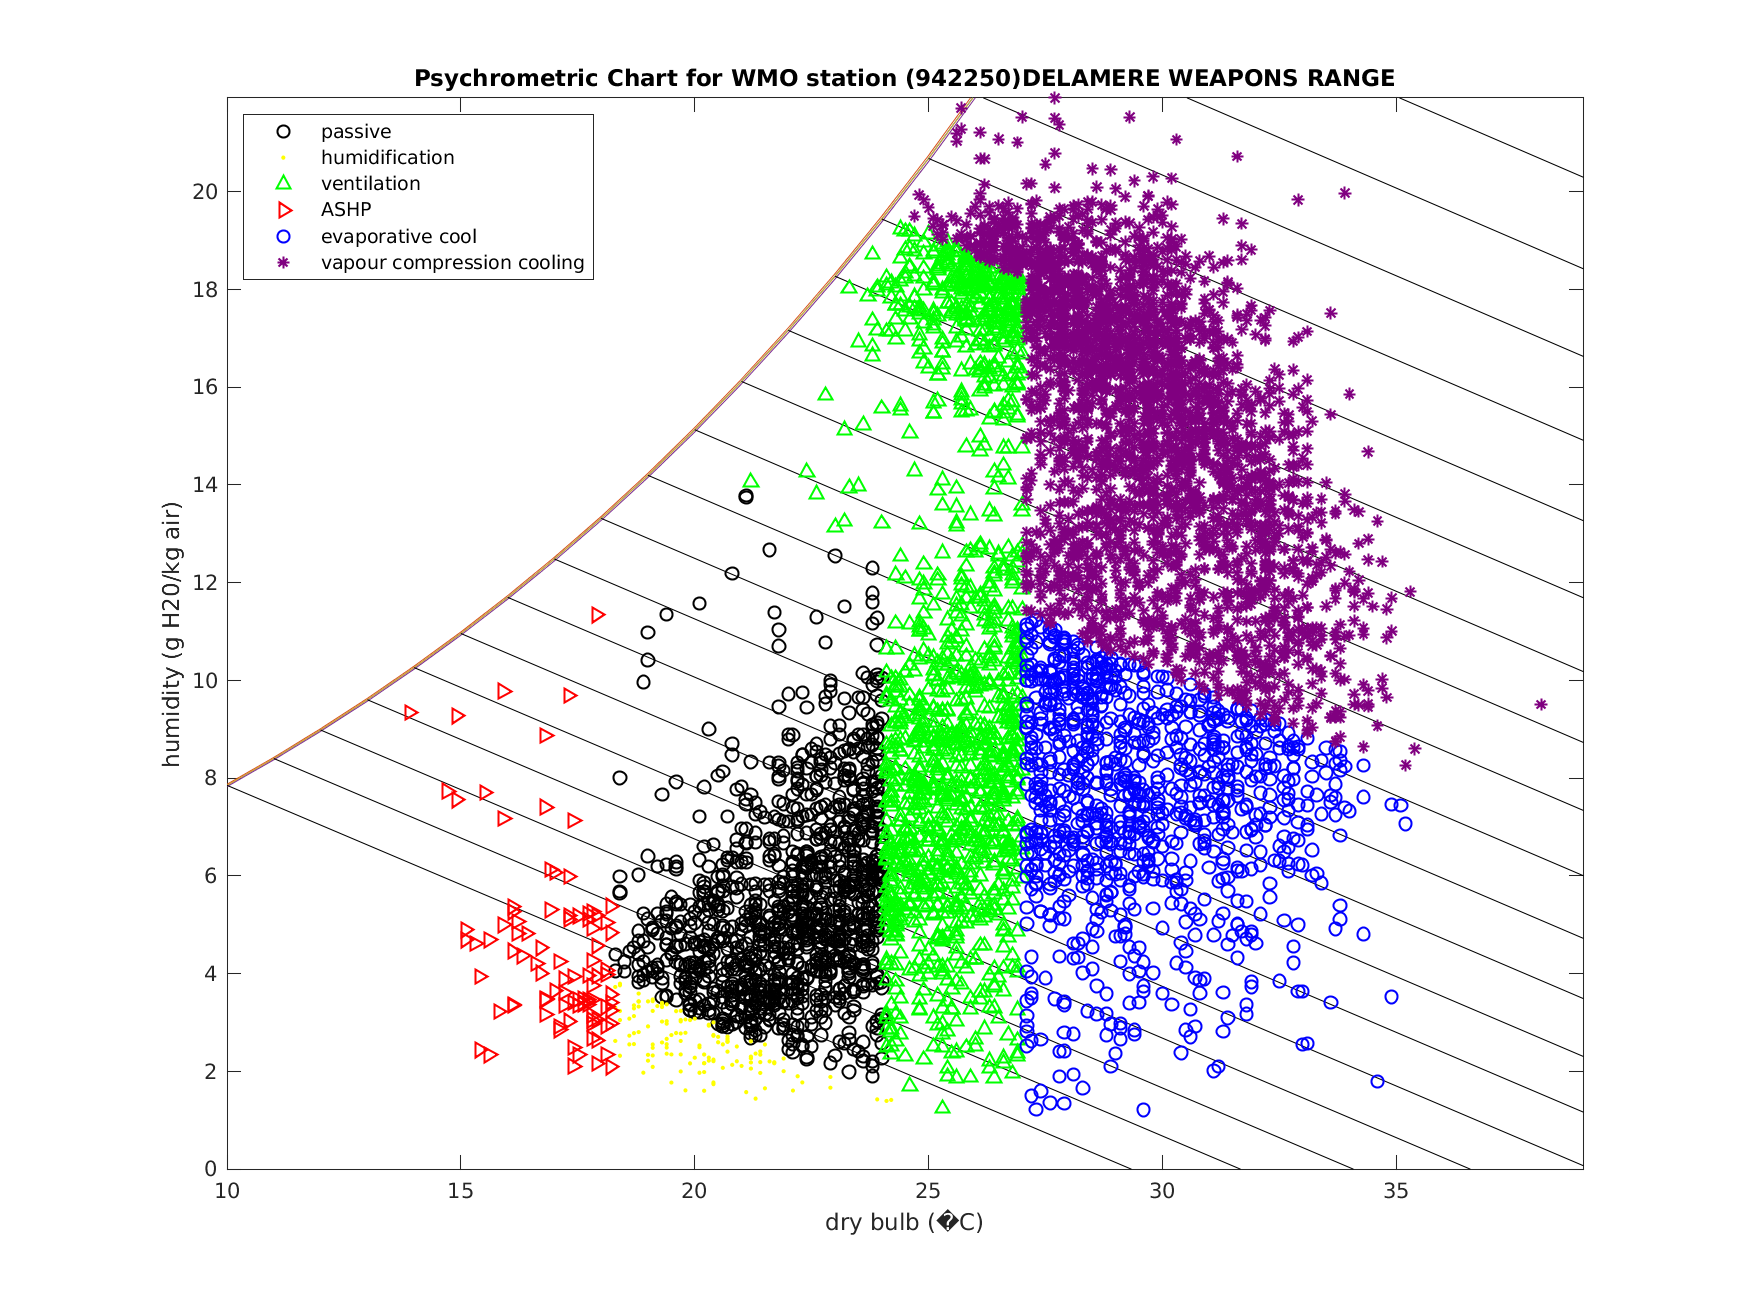 Psychrometric Chart for WMO station (942250)DELAMERE WEAPONS RANGE
passive
humidification
ventilation
ASHP
evaporative cool
vapour compression cooling
humidity (g H20/kg air)
20
18
16
14
12
10
8
6
4
2
0
10 15 20 25 30 35
dry bulb (�C)